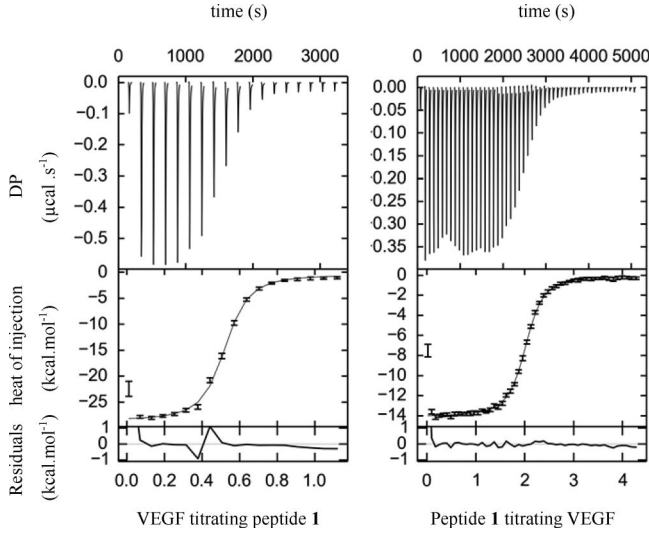 time (s)
time (s)
0 1000 2000 3000
0 1000 2000 3000 4000 5000
DP
(µcal .s⁻¹)
0.0
−0.1
−0.2
−0.3
−0.4
−0.5
0.00
0.05
0.10
0.15
0.20
0.25
0.30
0.35
heat of injection
(kcal.mol⁻¹)
0
−5
−10
−15
−20
−25
0
−2
−4
−6
−8
−10
−12
−14
Residuals
(kcal.mol⁻¹)
1
0
−1
1
0
−1
0.0 0.2 0.4 0.6 0.8 1.0
0 1 2 3 4
VEGF titrating peptide 1
Peptide 1 titrating VEGF